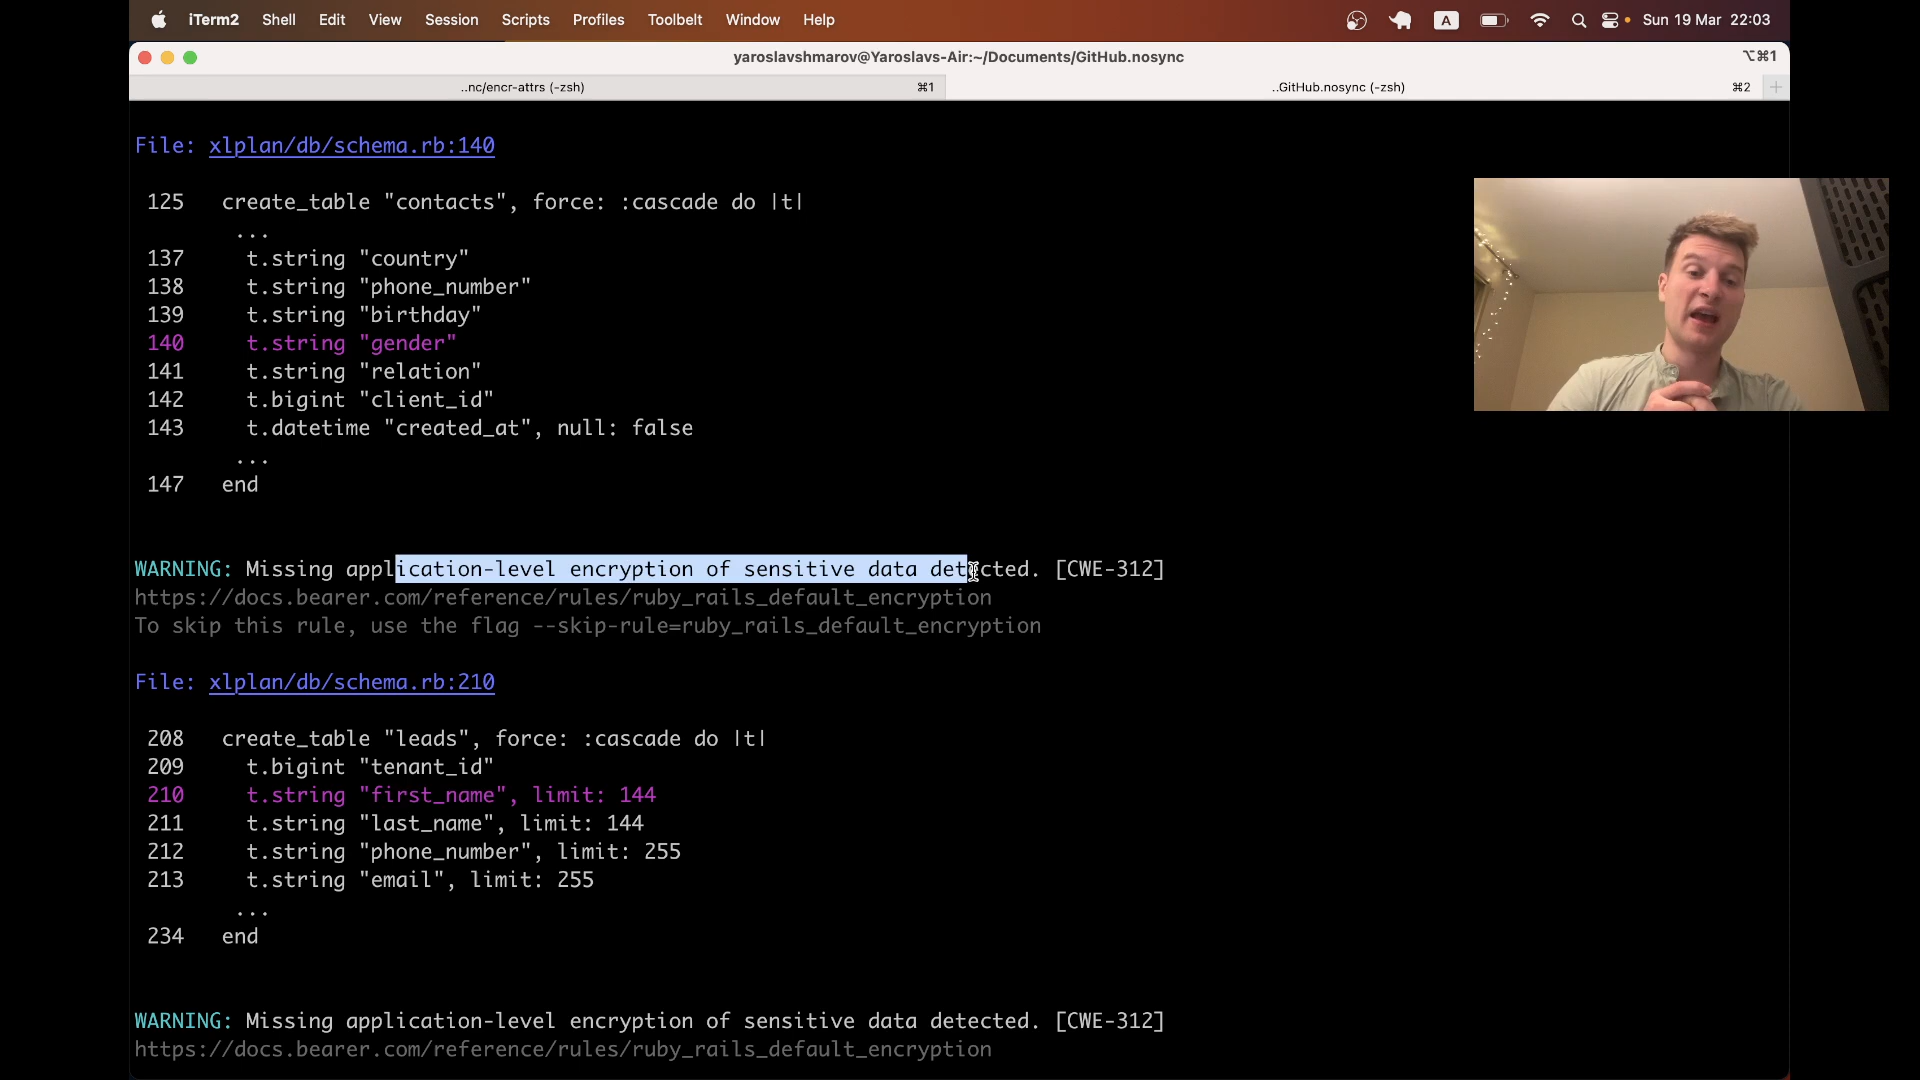 iTerm2 Shell Edit View Session Scripts Profiles Toolbelt Window Help A Sun 19 Mar 22:03
yaroslavshmarov@Yaroslavs-Air:~/Documents/GitHub.nosync ⌥⌘1
..nc/encr-attrs (-zsh) ⌘1 ..GitHub.nosync (-zsh) ⌘2 +
File: xlplan/db/schema.rb:140
125 create_table "contacts", force: :cascade do |t|
...
137 t.string "country"
138 t.string "phone_number"
139 t.string "birthday"
140 t.string "gender"
141 t.string "relation"
142 t.bigint "client_id"
143 t.datetime "created_at", null: false
...
147 end
WARNING: Missing application-level encryption of sensitive data detected. [CWE-312]
https://docs.bearer.com/reference/rules/ruby_rails_default_encryption
To skip this rule, use the flag --skip-rule=ruby_rails_default_encryption
File: xlplan/db/schema.rb:210
208 create_table "leads", force: :cascade do |t|
209 t.bigint "tenant_id"
210 t.string "first_name", limit: 144
211 t.string "last_name", limit: 144
212 t.string "phone_number", limit: 255
213 t.string "email", limit: 255
...
234 end
WARNING: Missing application-level encryption of sensitive data detected. [CWE-312]
https://docs.bearer.com/reference/rules/ruby_rails_default_encryption